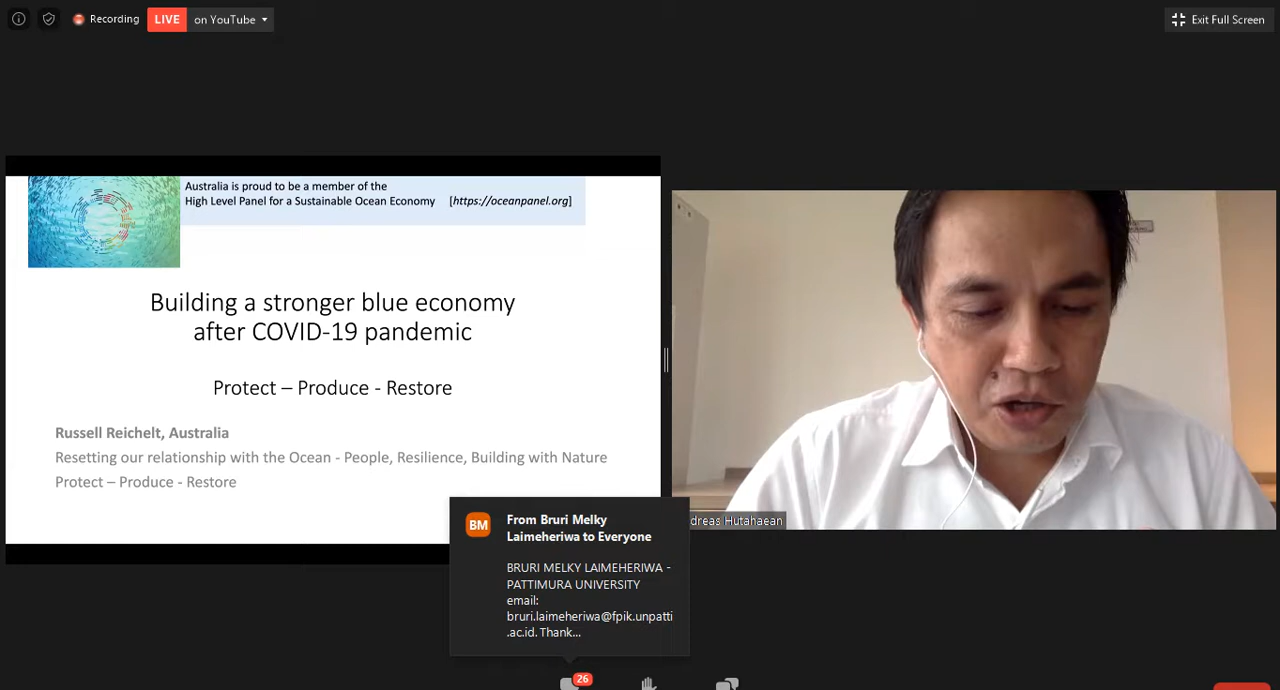 Recording
LIVE on YouTube
Exit Full Screen
Australia is proud to be a member of the
High Level Panel for a Sustainable Ocean Economy [https://oceanpanel.org]
Building a stronger blue economy
after COVID-19 pandemic
Protect – Produce - Restore
Russell Reichelt, Australia
Resetting our relationship with the Ocean - People, Resilience, Building with Nature
Protect – Produce - Restore
dreas Hutahaean
BM
From Bruri Melky
Laimeheriwa to Everyone
BRURI MELKY LAIMEHERIWA -
PATTIMURA UNIVERSITY
email:
bruri.laimeheriwa@fpik.unpatti
.ac.id. Thank...
26